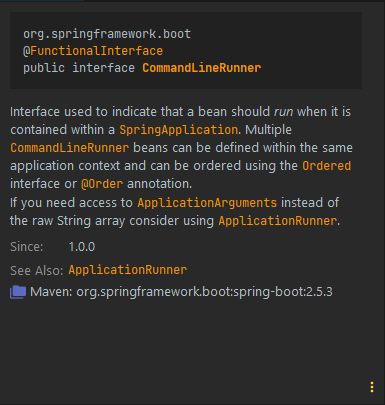 org.springframework.boot
@FunctionalInterface
public interface CommandLineRunner
Interface used to indicate that a bean should run when it is
contained within a SpringApplication. Multiple
CommandLineRunner beans can be defined within the same
application context and can be ordered using the Ordered
interface or @Order annotation.
If you need access to ApplicationArguments instead of
the raw String array consider using ApplicationRunner.
Since: 1.0.0
See Also: ApplicationRunner
Maven: org.springframework.boot:spring-boot:2.5.3